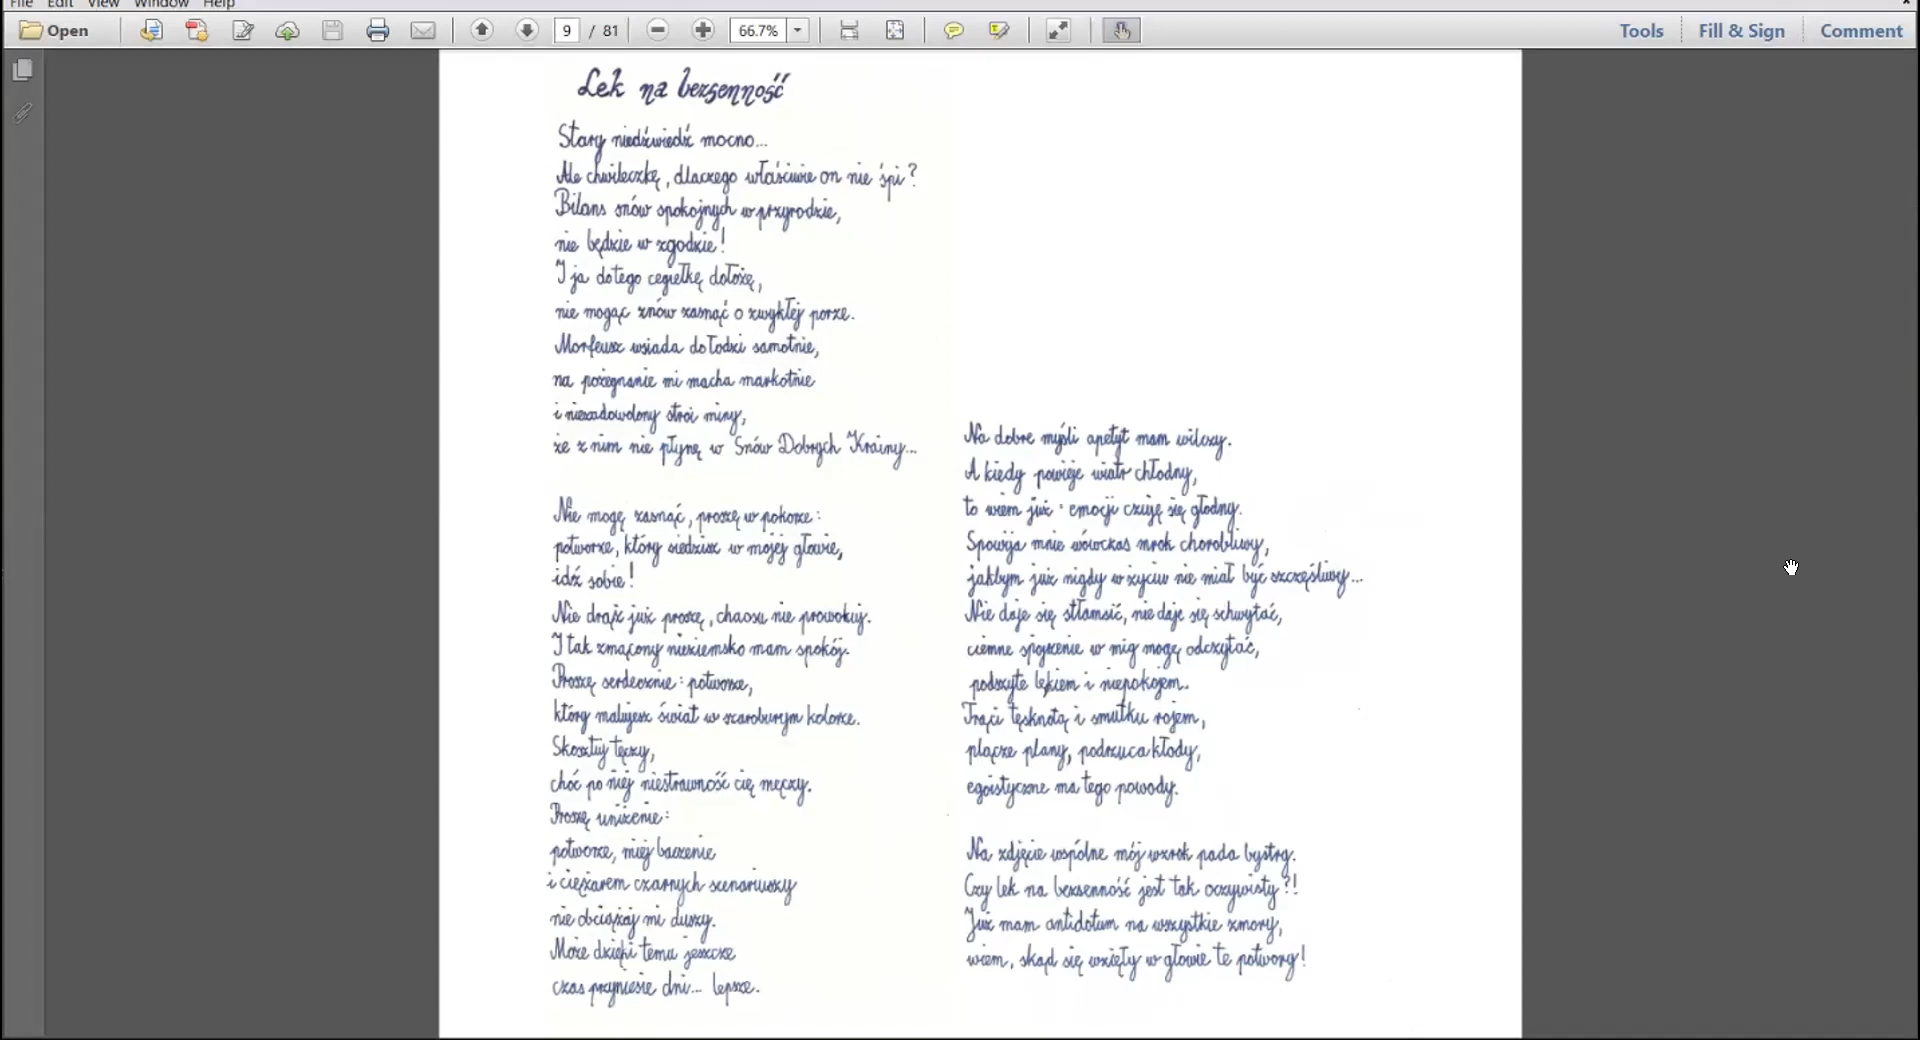 File Edit View Window Help
Open 9 / 81 66.7% Tools Fill & Sign Comment
Lek na bezsenność
Stary niedźwiedź mocno...
Ale chwileczkę, dlaczego właściwie on nie śpi?
Bilans snów spokojnych w przyrodzie,
nie będzie w zgodzie!
I ja do tego cegiełkę dołożę,
nie mogąc znów zasnąć o zwykłej porze.
Morfeusz wsiada do łodzi samotnie,
na pożegnanie mi macha markotnie
i niezadowolony stroi miny,
że z nim nie płynę w Snów Dobrych Krainy...
Nie mogę zasnąć, proszę w pokorze:
potworze, który siedzisz w mojej głowie,
idź sobie!
Nie drąż już proszę, chaosu nie prowokuj.
I tak zmącony nieziemsko mam spokój.
Proszę serdecznie: potworze,
który malujesz świat w szaroburym kolorze.
Skosztuj tęczy,
choć po niej niestrawność cię męczy.
Proszę uniżenie:
potworze, miej baczenie
i ciężarem czarnych scenariuszy
nie obciążaj mi duszy.
Może dzięki temu jeszcze
czas przyniesie dni... lepsze.
Na dobre myśli apetyt mam wilczy.
A kiedy powieje wiatr chłodny,
to wiem już: emocji czuję się głodny.
Spowija mnie wówczas mrok chorobliwy,
jakbym już nigdy w życiu nie miał być szczęśliwy...
Nie daje się stłamsić, nie daje się schwytać,
ciemne spojrzenie w mig mogę odczytać,
podszyte lękiem i niepokojem.
Trąci tęsknotą i smutku rojem,
plącze plany, podrzuca kłody,
egoistyczne ma tego powody.
Na zdjęcie wspólne mój wzrok pada bystry.
Czy lek na bezsenność jest tak oczywisty?!
Już mam antidotum na wszystkie zmory,
wiem, skąd się wzięły w głowie te potwory!